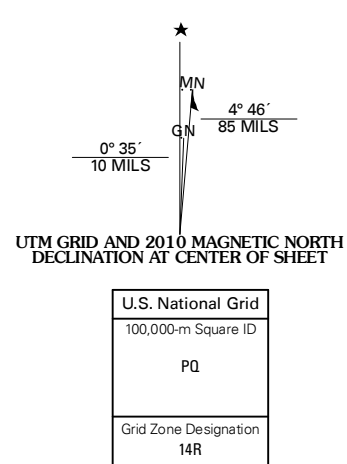 ★
MN
4° 46´
85 MILS
GN
0° 35´
10 MILS
UTM GRID AND 2010 MAGNETIC NORTH
DECLINATION AT CENTER OF SHEET
U.S. National Grid
100,000-m Square ID
PQ
Grid Zone Designation
14R